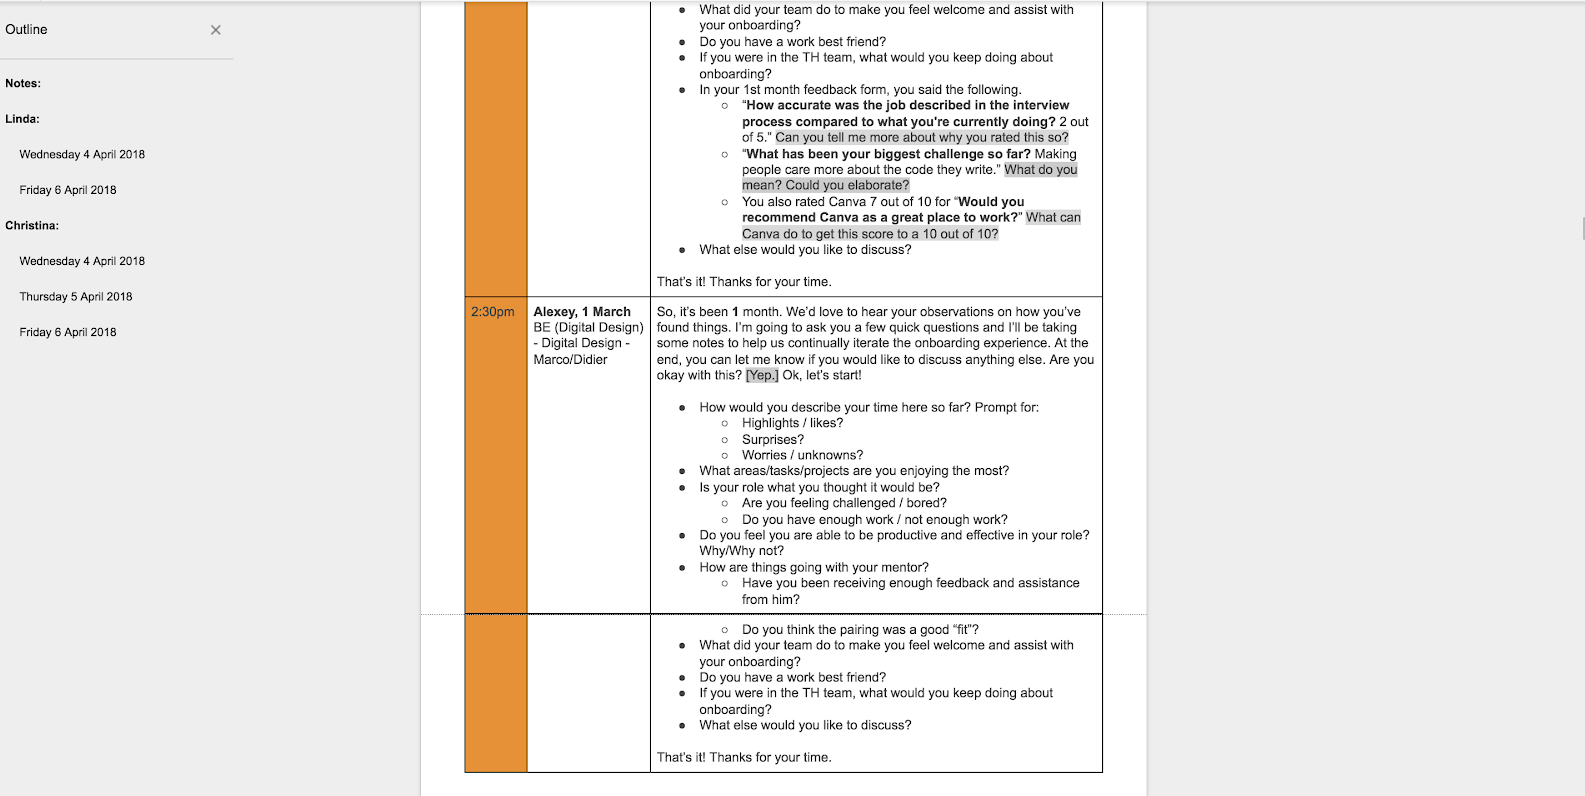 Outline
Notes:
Linda:
Wednesday 4 April 2018
Friday 6 April 2018
Christina:
Wednesday 4 April 2018
Thursday 5 April 2018
Friday 6 April 2018
What did your team do to make you feel welcome and assist with
your onboarding?
Do you have a work best friend?
If you were in the TH team, what would you keep doing about
onboarding?
In your 1st month feedback form, you said the following.
“How accurate was the job described in the interview
process compared to what you're currently doing? 2 out
of 5.” Can you tell me more about why you rated this so?
“What has been your biggest challenge so far? Making
people care more about the code they write.” What do you
mean? Could you elaborate?
You also rated Canva 7 out of 10 for “Would you
recommend Canva as a great place to work?” What can
Canva do to get this score to a 10 out of 10?
What else would you like to discuss?
That’s it! Thanks for your time.
2:30pm
Alexey, 1 March
BE (Digital Design)
- Digital Design -
Marco/Didier
So, it’s been 1 month. We’d love to hear your observations on how you’ve
found things. I’m going to ask you a few quick questions and I’ll be taking
some notes to help us continually iterate the onboarding experience. At the
end, you can let me know if you would like to discuss anything else. Are you
okay with this? [Yep.] Ok, let’s start!
How would you describe your time here so far? Prompt for:
Highlights / likes?
Surprises?
Worries / unknowns?
What areas/tasks/projects are you enjoying the most?
Is your role what you thought it would be?
Are you feeling challenged / bored?
Do you have enough work / not enough work?
Do you feel you are able to be productive and effective in your role?
Why/Why not?
How are things going with your mentor?
Have you been receiving enough feedback and assistance
from him?
Do you think the pairing was a good “fit”?
What did your team do to make you feel welcome and assist with
your onboarding?
Do you have a work best friend?
If you were in the TH team, what would you keep doing about
onboarding?
What else would you like to discuss?
That’s it! Thanks for your time.